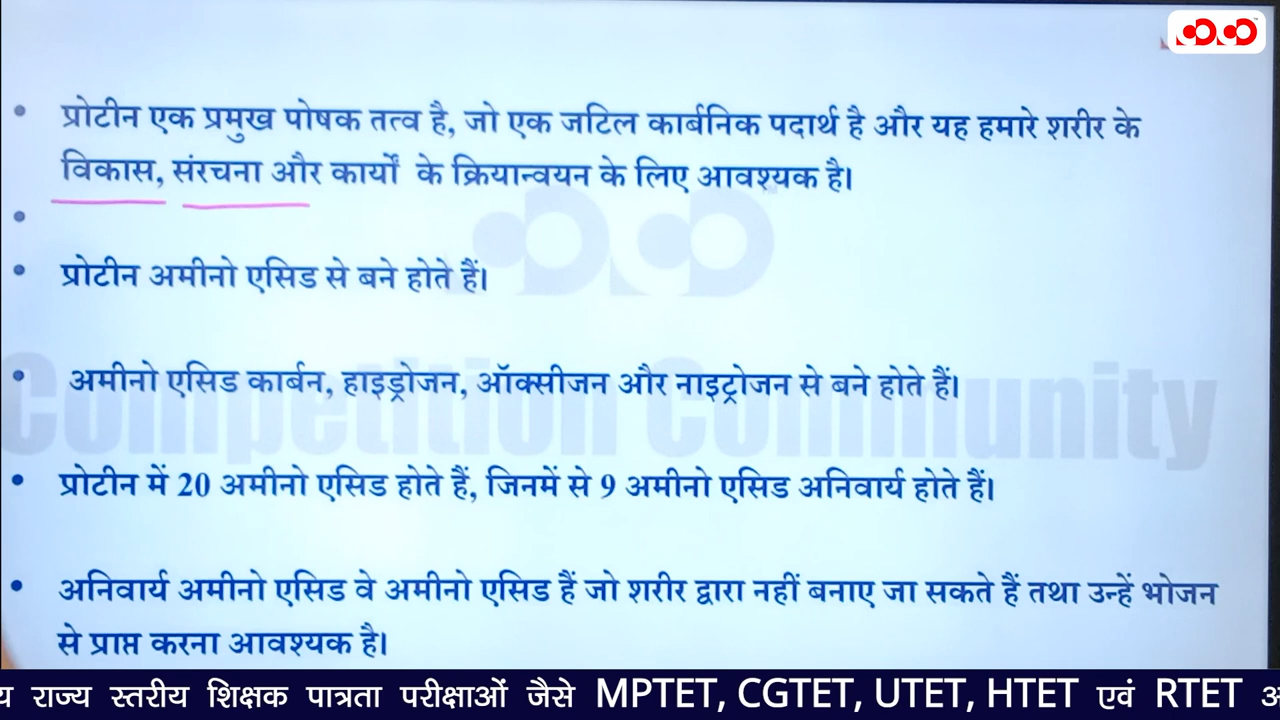 प्रोटीन एक प्रमुख पोषक तत्व है, जो एक जटिल कार्बनिक पदार्थ है और यह हमारे शरीर के
विकास, संरचना और कार्यों के क्रियान्वयन के लिए आवश्यक है।
प्रोटीन अमीनो एसिड से बने होते हैं।
अमीनो एसिड कार्बन, हाइड्रोजन, ऑक्सीजन और नाइट्रोजन से बने होते हैं।
Competition Community
प्रोटीन में 20 अमीनो एसिड होते हैं, जिनमें से 9 अमीनो एसिड अनिवार्य होते हैं।
अनिवार्य अमीनो एसिड वे अमीनो एसिड हैं जो शरीर द्वारा नहीं बनाए जा सकते हैं तथा उन्हें भोजन
से प्राप्त करना आवश्यक है।
राज्य स्तरीय शिक्षक पात्रता परीक्षाओं जैसे MPTET, CGTET, UTET, HTET एवं RTET